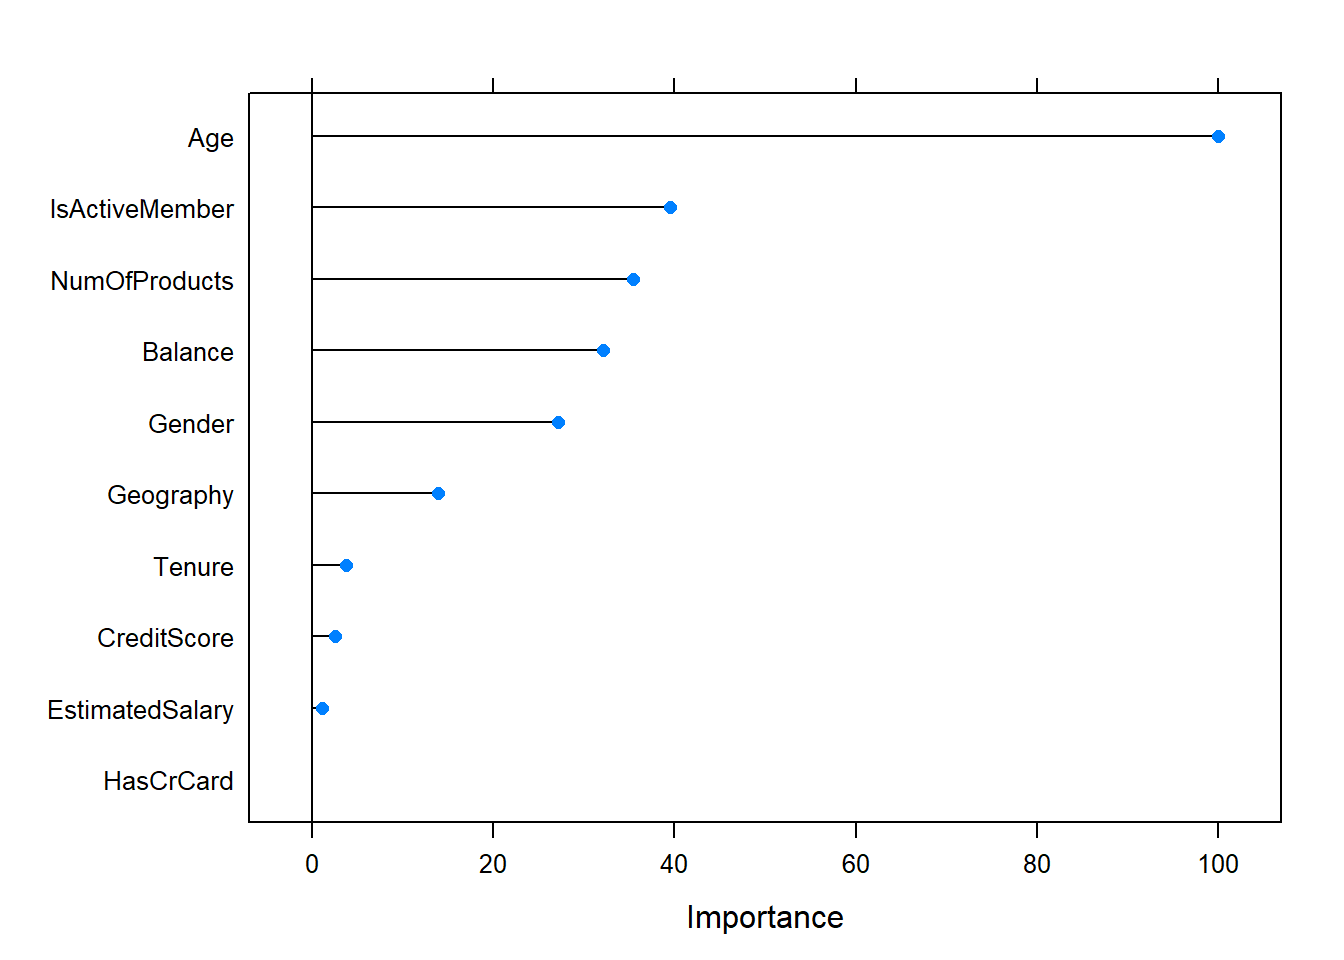 Age
IsActiveMember
NumOfProducts
Balance
Gender
Geography
Tenure
CreditScore
EstimatedSalary
HasCrCard
0 20 40 60 80 100
Importance